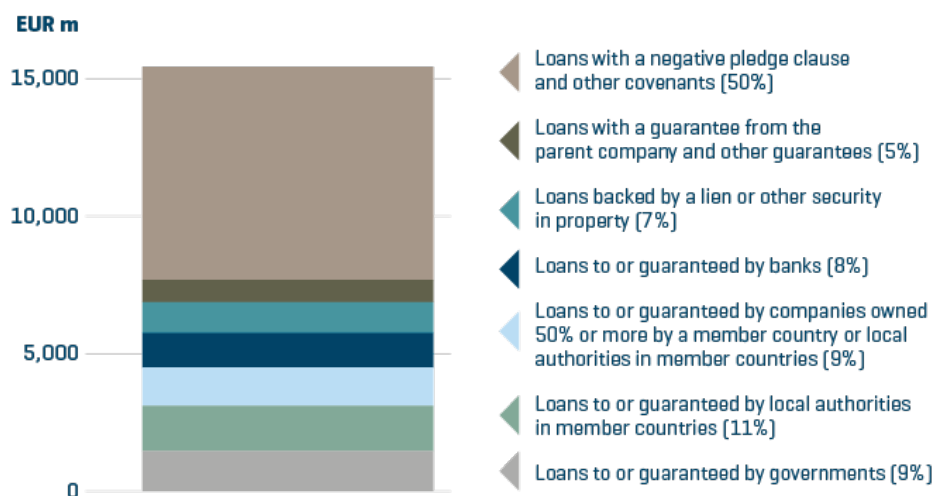 EUR m
15,000
10,000
5,000
0
Loans with a negative pledge clause
and other covenants (50%)
Loans with a guarantee from the
parent company and other guarantees (5%)
Loans backed by a lien or other security
in property (7%)
Loans to or guaranteed by banks (8%)
Loans to or guaranteed by companies owned
50% or more by a member country or local
authorities in member countries (9%)
Loans to or guaranteed by local authorities
in member countries (11%)
Loans to or guaranteed by governments (9%)